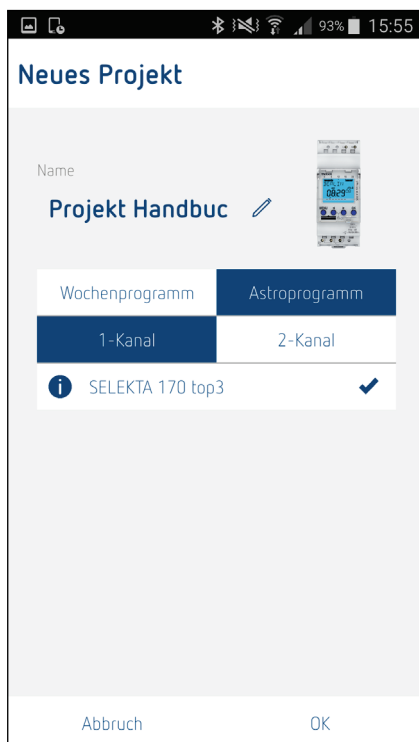 93% 15:55
Neues Projekt
Name
Projekt Handbuc
Wochenprogramm Astroprogramm
1-Kanal 2-Kanal
i SELEKTA 170 top3
Abbruch OK